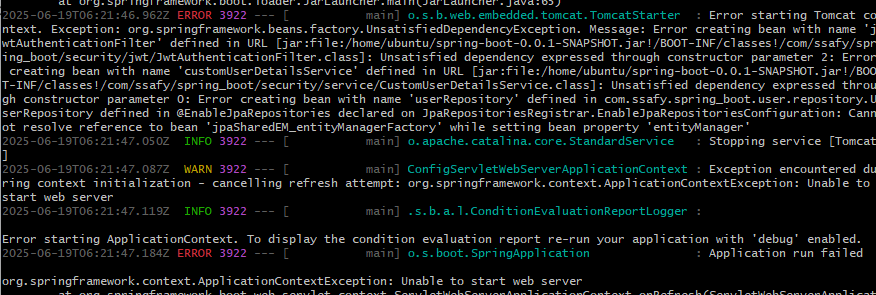 at org.springframework.boot.loader.JarLauncher.main(JarLauncher.java:65)
2025-06-19T06:21:46.962Z ERROR 3922 --- [           main] o.s.b.web.embedded.tomcat.TomcatStarter  : Error starting Tomcat co
ntext. Exception: org.springframework.beans.factory.UnsatisfiedDependencyException. Message: Error creating bean with name 'j
wtAuthenticationFilter' defined in URL [jar:file:/home/ubuntu/spring-boot-0.0.1-SNAPSHOT.jar!/BOOT-INF/classes!/com/ssafy/spr
ing_boot/security/jwt/JwtAuthenticationFilter.class]: Unsatisfied dependency expressed through constructor parameter 2: Error
 creating bean with name 'customUserDetailsService' defined in URL [jar:file:/home/ubuntu/spring-boot-0.0.1-SNAPSHOT.jar!/BOO
T-INF/classes!/com/ssafy/spring_boot/security/service/CustomUserDetailsService.class]: Unsatisfied dependency expressed throu
gh constructor parameter 0: Error creating bean with name 'userRepository' defined in com.ssafy.spring_boot.user.repository.U
serRepository defined in @EnableJpaRepositories declared on JpaRepositoriesRegistrar.EnableJpaRepositoriesConfiguration: Cann
ot resolve reference to bean 'jpaSharedEM_entityManagerFactory' while setting bean property 'entityManager'
2025-06-19T06:21:47.050Z  INFO 3922 --- [           main] o.apache.catalina.core.StandardService   : Stopping service [Tomcat
]
2025-06-19T06:21:47.087Z  WARN 3922 --- [           main] ConfigServletWebServerApplicationContext : Exception encountered du
ring context initialization - cancelling refresh attempt: org.springframework.context.ApplicationContextException: Unable to
start web server
2025-06-19T06:21:47.119Z  INFO 3922 --- [           main] .s.b.a.l.ConditionEvaluationReportLogger :
Error starting ApplicationContext. To display the condition evaluation report re-run your application with 'debug' enabled.
2025-06-19T06:21:47.184Z ERROR 3922 --- [           main] o.s.boot.SpringApplication               : Application run failed
org.springframework.context.ApplicationContextException: Unable to start web server
at org.springframework.boot.web.servlet.context.ServletWebServerApplicationContext.onRefresh(ServletWebServerApplicat